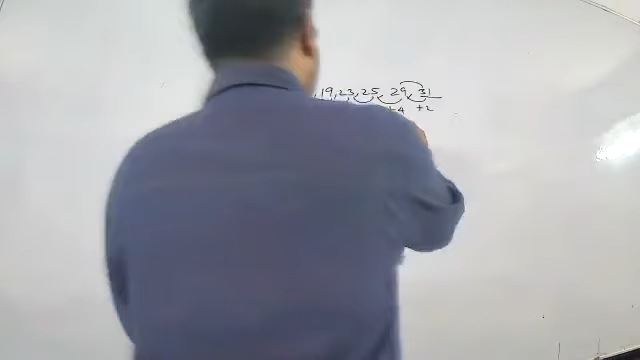 19, 23, 25, 29, 31
+4 +2